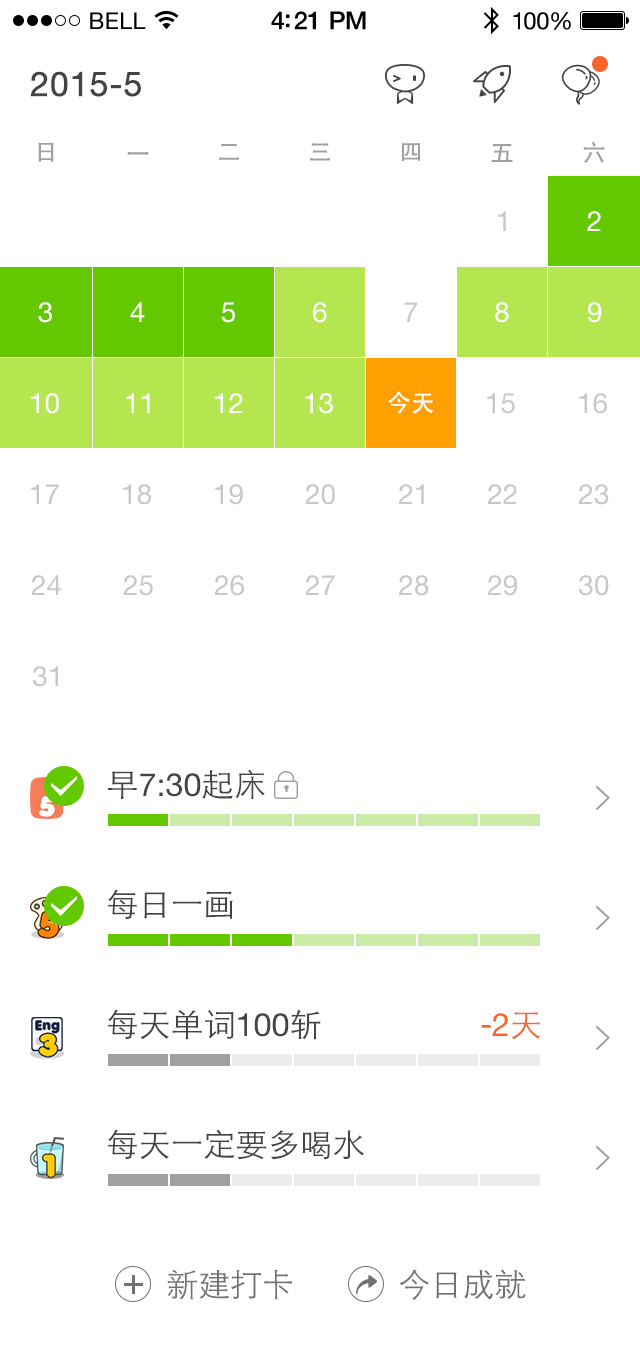 BELL 4:21 PM 100%
2015-5
日 一 二 三 四 五 六
1 2
3 4 5 6 7 8 9
10 11 12 13 今天 15 16
17 18 19 20 21 22 23
24 25 26 27 28 29 30
31
5 早7:30起床
5 每日一画
Eng
3 每天单词100斩 -2天
1 每天一定要多喝水
新建打卡 今日成就